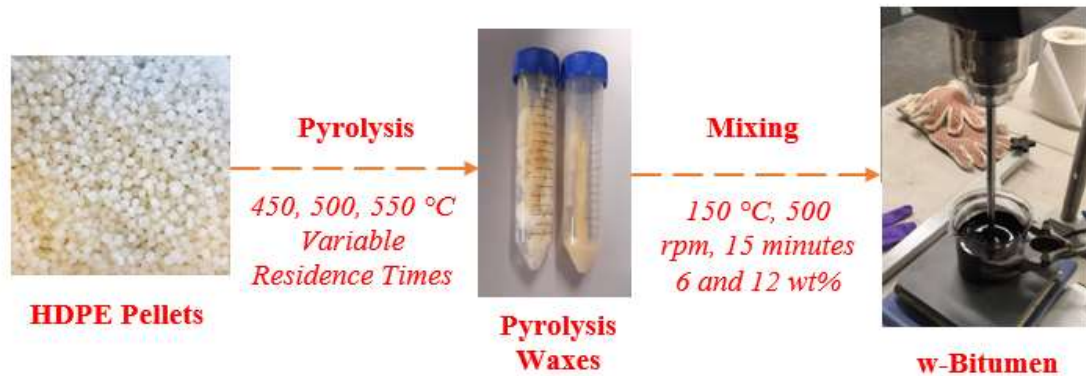 Pyrolysis
450, 500, 550 °C
Variable
Residence Times
HDPE Pellets
Pyrolysis
Waxes
Mixing
150 °C, 500
rpm, 15 minutes
6 and 12 wt%
w-Bitumen